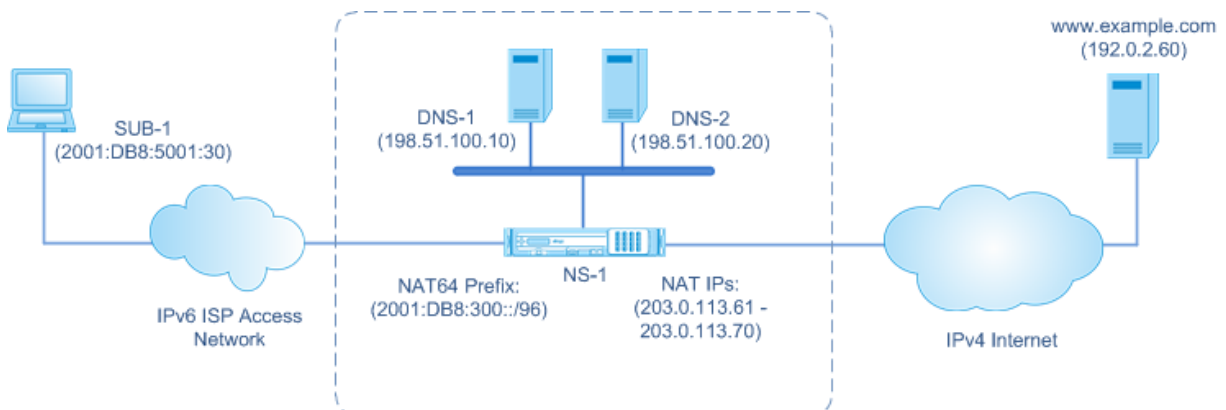 www.example.com
(192.0.2.60)
DNS-1
(198.51.100.10)
DNS-2
(198.51.100.20)
SUB-1
(2001:DB8:5001:30)
NS-1
NAT64 Prefix:
(2001:DB8:300::/96)
NAT IPs:
(203.0.113.61 -
203.0.113.70)
IPv6 ISP Access
Network
IPv4 Internet